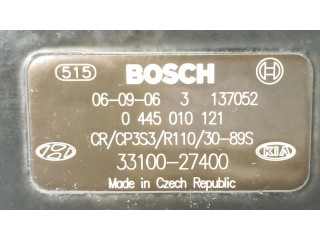 515 BOSCH
06-09-06 3 137052
0 445 010 121
CR/CP3S3/R110/30-89S
33100-27400 KIA
Made in Czech Republic